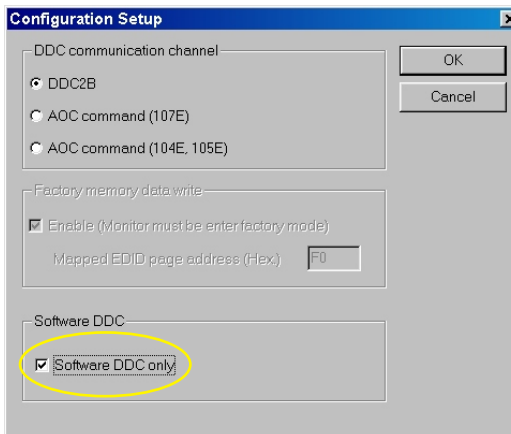 Configuration Setup
DDC communication channel
DDC2B
AOC command (107E)
AOC command (104E, 105E)
OK
Cancel
Factory memory data write
Enable (Monitor must be enter factory mode)
Mapped EDID page address (Hex.) F0
Software DDC
Software DDC only